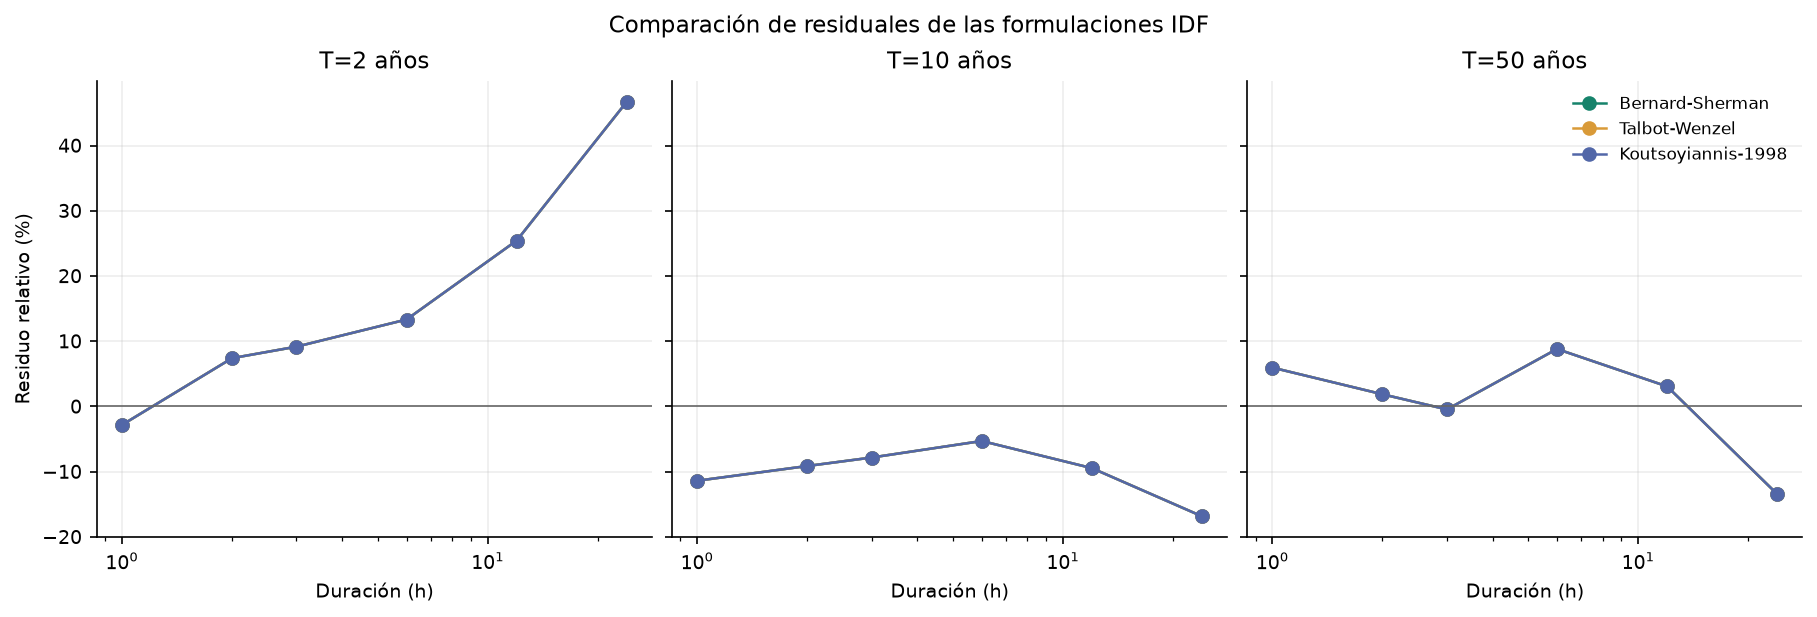 Comparación de residuales de las formulaciones IDF
T=2 años
T=10 años
T=50 años
Residuo relativo (%)
40
30
20
10
0
−10
−20
10⁰
10¹
10⁰
10¹
10⁰
10¹
Duración (h)
Duración (h)
Duración (h)
Bernard-Sherman
Talbot-Wenzel
Koutsoyiannis-1998